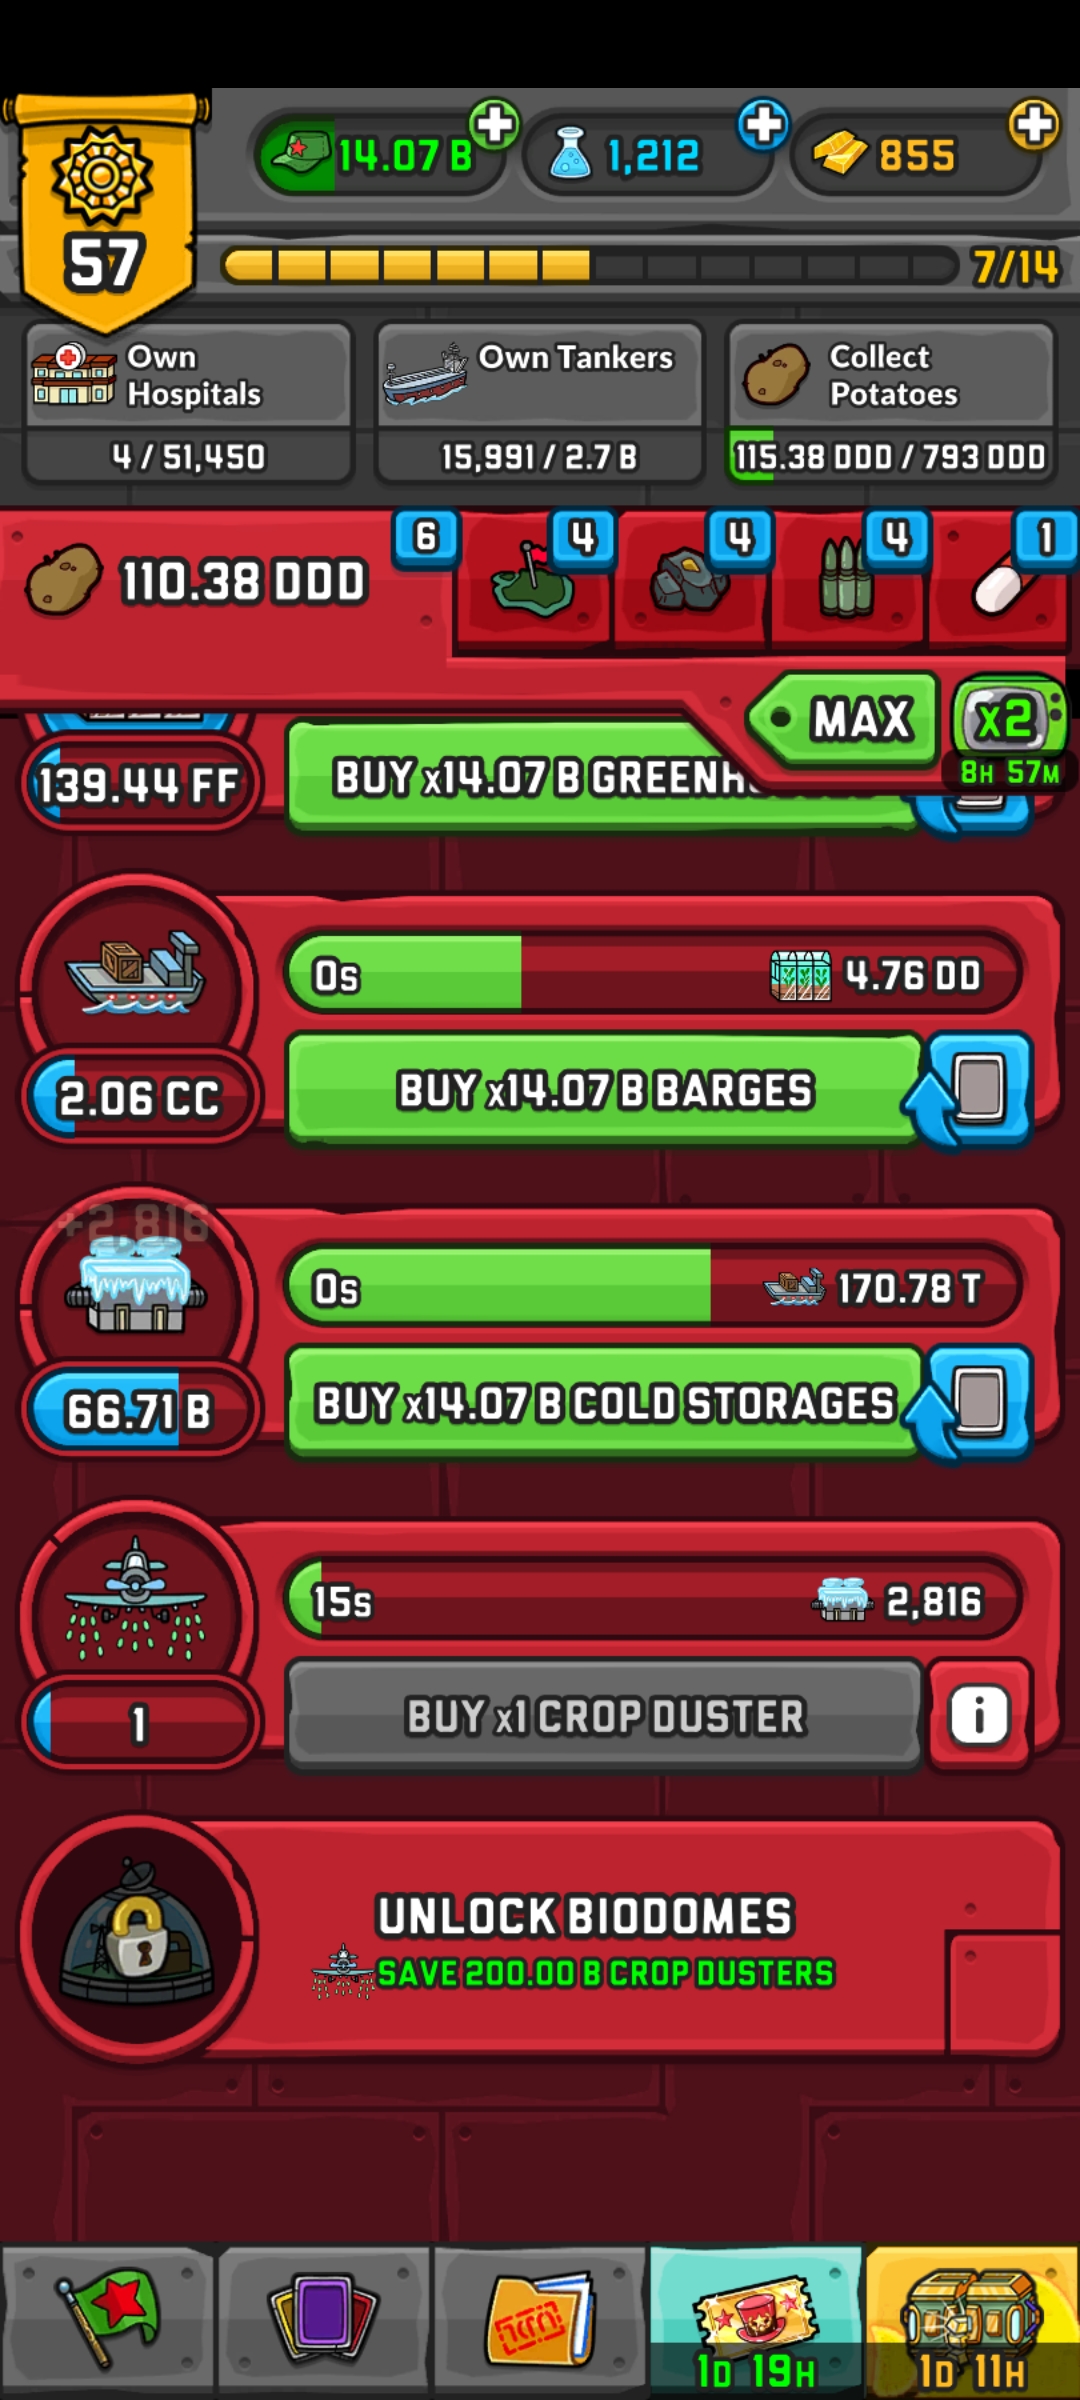 14.07 B
1,212
855
57
7/14
Own
Hospitals
4 / 51,450
Own Tankers
15,991 / 2.7 B
Collect
Potatoes
115.38 DDD / 793 DDD
110.38 DDD
6
4
4
4
1
MAX
x2
8H 57M
139.44 FF
BUY x14.07 B
0s
4.76 DD
2.06 CC
BUY x14.07 B BARGES
+2,816
0s
170.78 T
66.71 B
BUY x14.07 B COLD STORAGES
15s
2,816
1
BUY x1 CROP DUSTER
i
UNLOCK BIODOMES
SAVE 200.00 B CROP DUSTERS
1D 19H
1D 11H